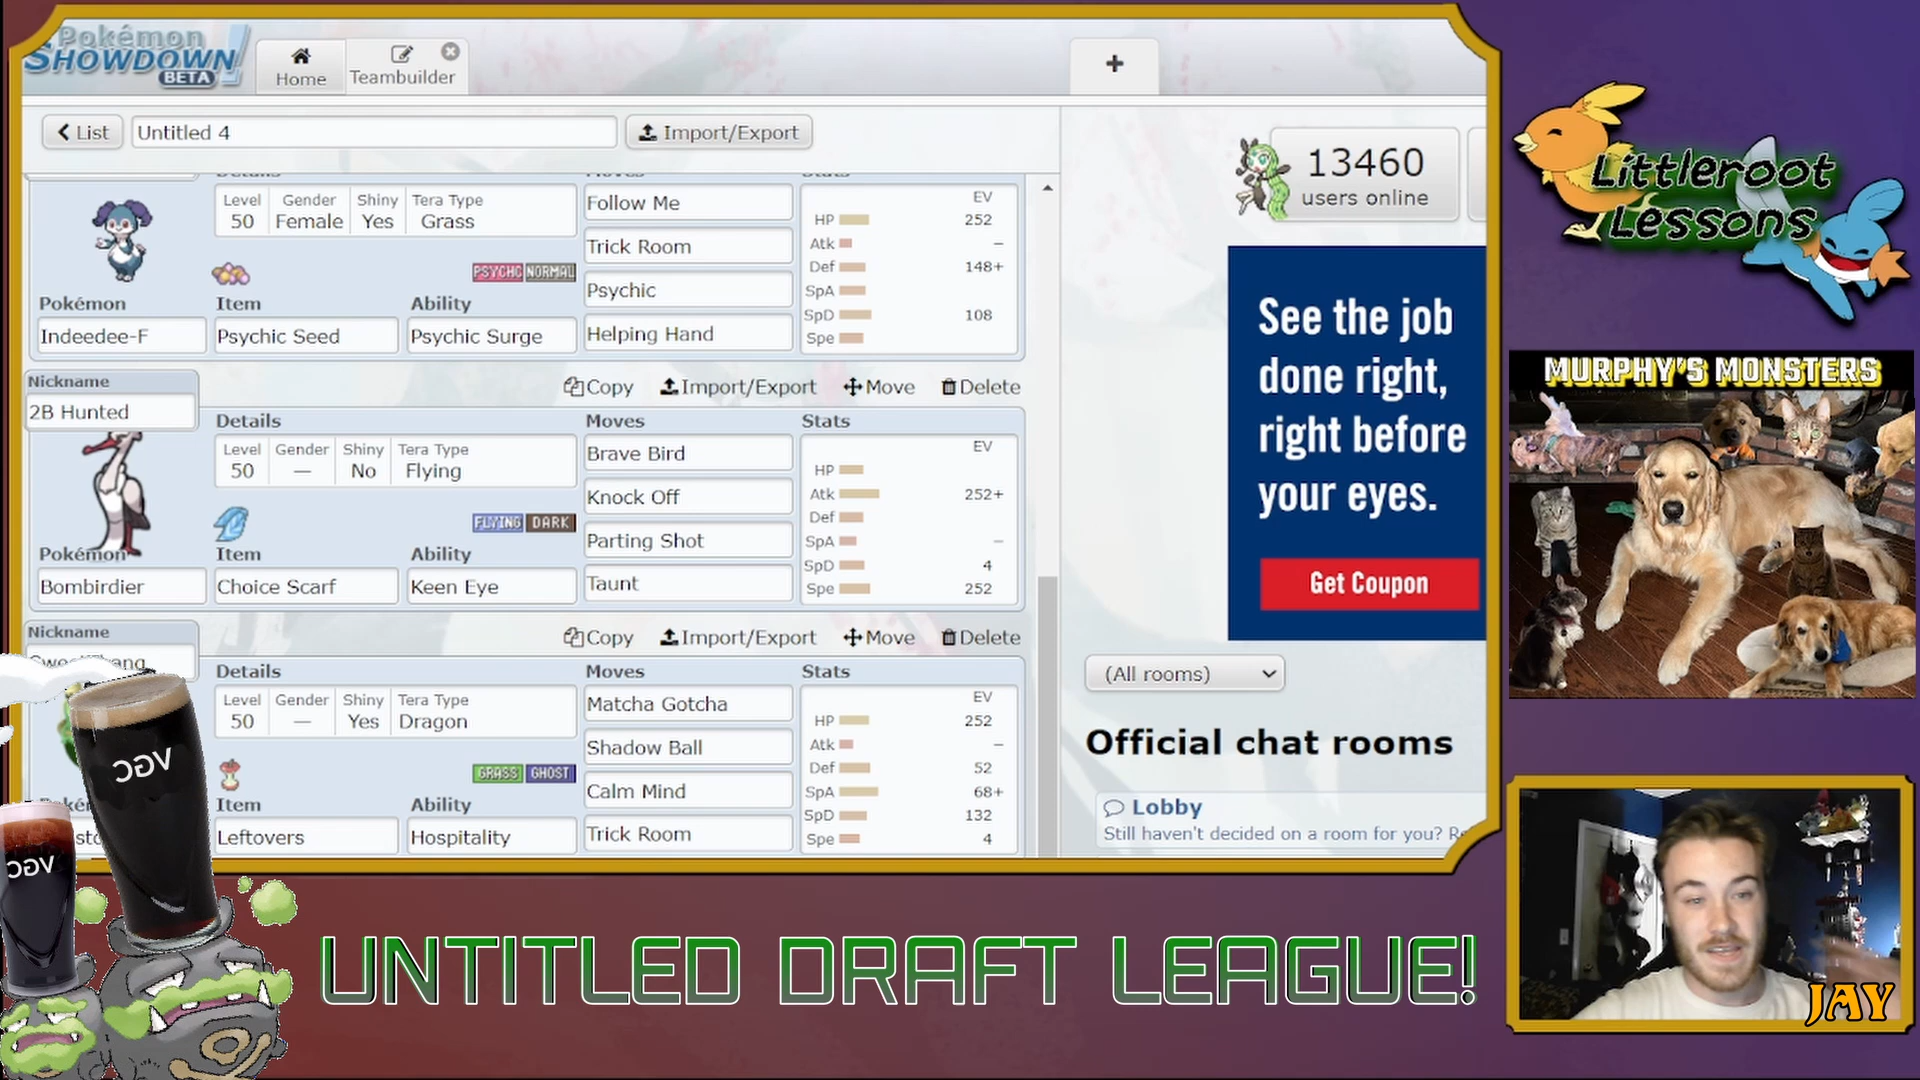 Pokémon
SHOWDOWN!
BETA
Home
Teambuilder
+
List
Untitled 4
Import/Export
13460
users online
Level
Gender
Shiny
Tera Type
50
Female
Yes
Grass
Follow Me
Trick Room
Psychic
Helping Hand
EV
HP 252
Atk –
Def 148+
SpA
SpD 108
Spe
PSYCHC NORMAL
Pokémon
Item
Ability
Indeedee-F
Psychic Seed
Psychic Surge
Nickname
2B Hunted
Copy Import/Export Move Delete
Details
Moves
Stats
Level
Gender
Shiny
Tera Type
50
—
No
Flying
Brave Bird
Knock Off
Parting Shot
Taunt
EV
HP
Atk 252+
Def
SpA –
SpD 4
Spe 252
FLYING DARK
Pokémon
Item
Ability
Bombirdier
Choice Scarf
Keen Eye
Nickname
Copy Import/Export Move Delete
Details
Moves
Stats
Level
Gender
Shiny
Tera Type
50
—
Yes
Dragon
Matcha Gotcha
Shadow Ball
Calm Mind
Trick Room
EV
HP 252
Atk –
Def 52
SpA 68+
SpD 132
Spe 4
GRASS GHOST
Item
Ability
Leftovers
Hospitality
See the job
done right,
right before
your eyes.
Get Coupon
(All rooms)
Official chat rooms
Lobby
Still haven't decided on a room for you?
Littleroot
Lessons
MURPHY'S MONSTERS
JAY
VGC
VGC
UNTITLED DRAFT LEAGUE!